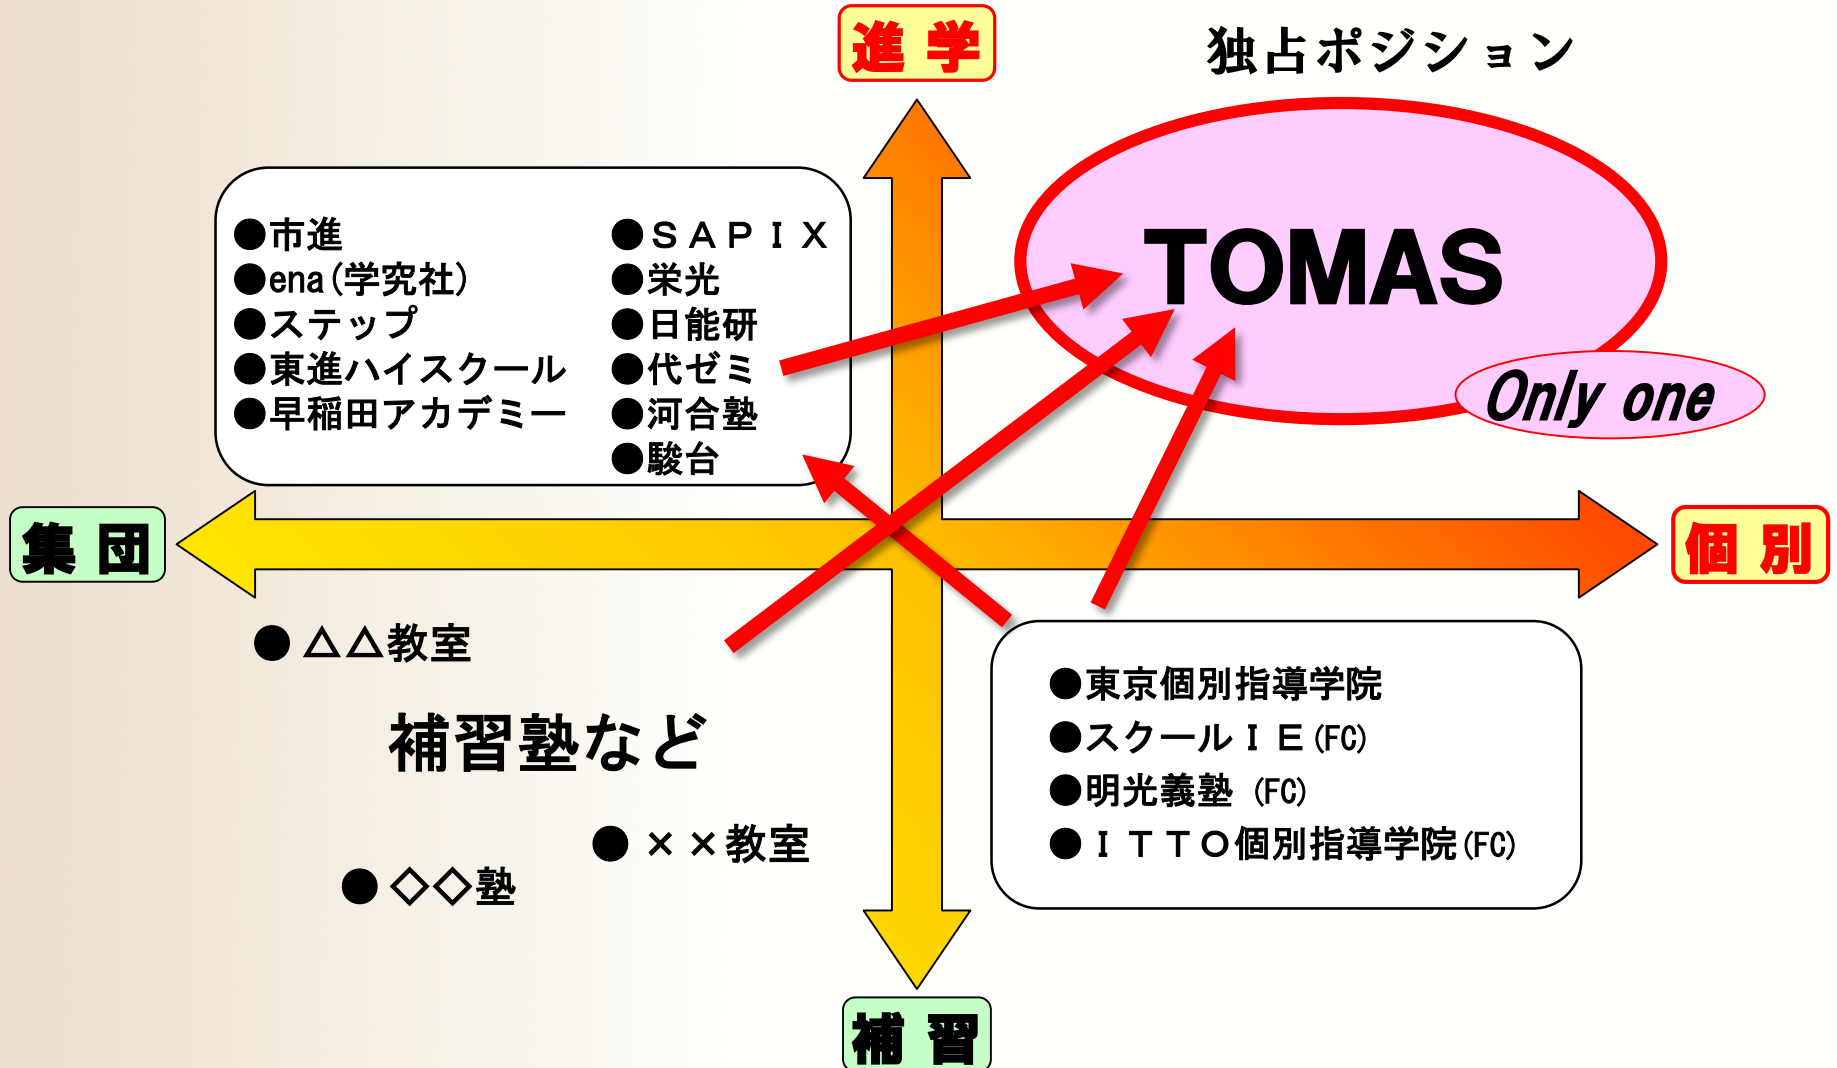 進 学
独占ポジション
●市進
●ena(学究社)
●ステップ
●東進ハイスクール
●早稲田アカデミー
●ＳＡＰＩＸ
●栄光
●日能研
●代ゼミ
●河合塾
●駿台
TOMAS
Only one
集 団
個 別
●△△教室
補習塾など
●××教室
●◇◇塾
●東京個別指導学院
●スクールＩＥ(FC)
●明光義塾 (FC)
●ＩＴＴＯ個別指導学院(FC)
補 習